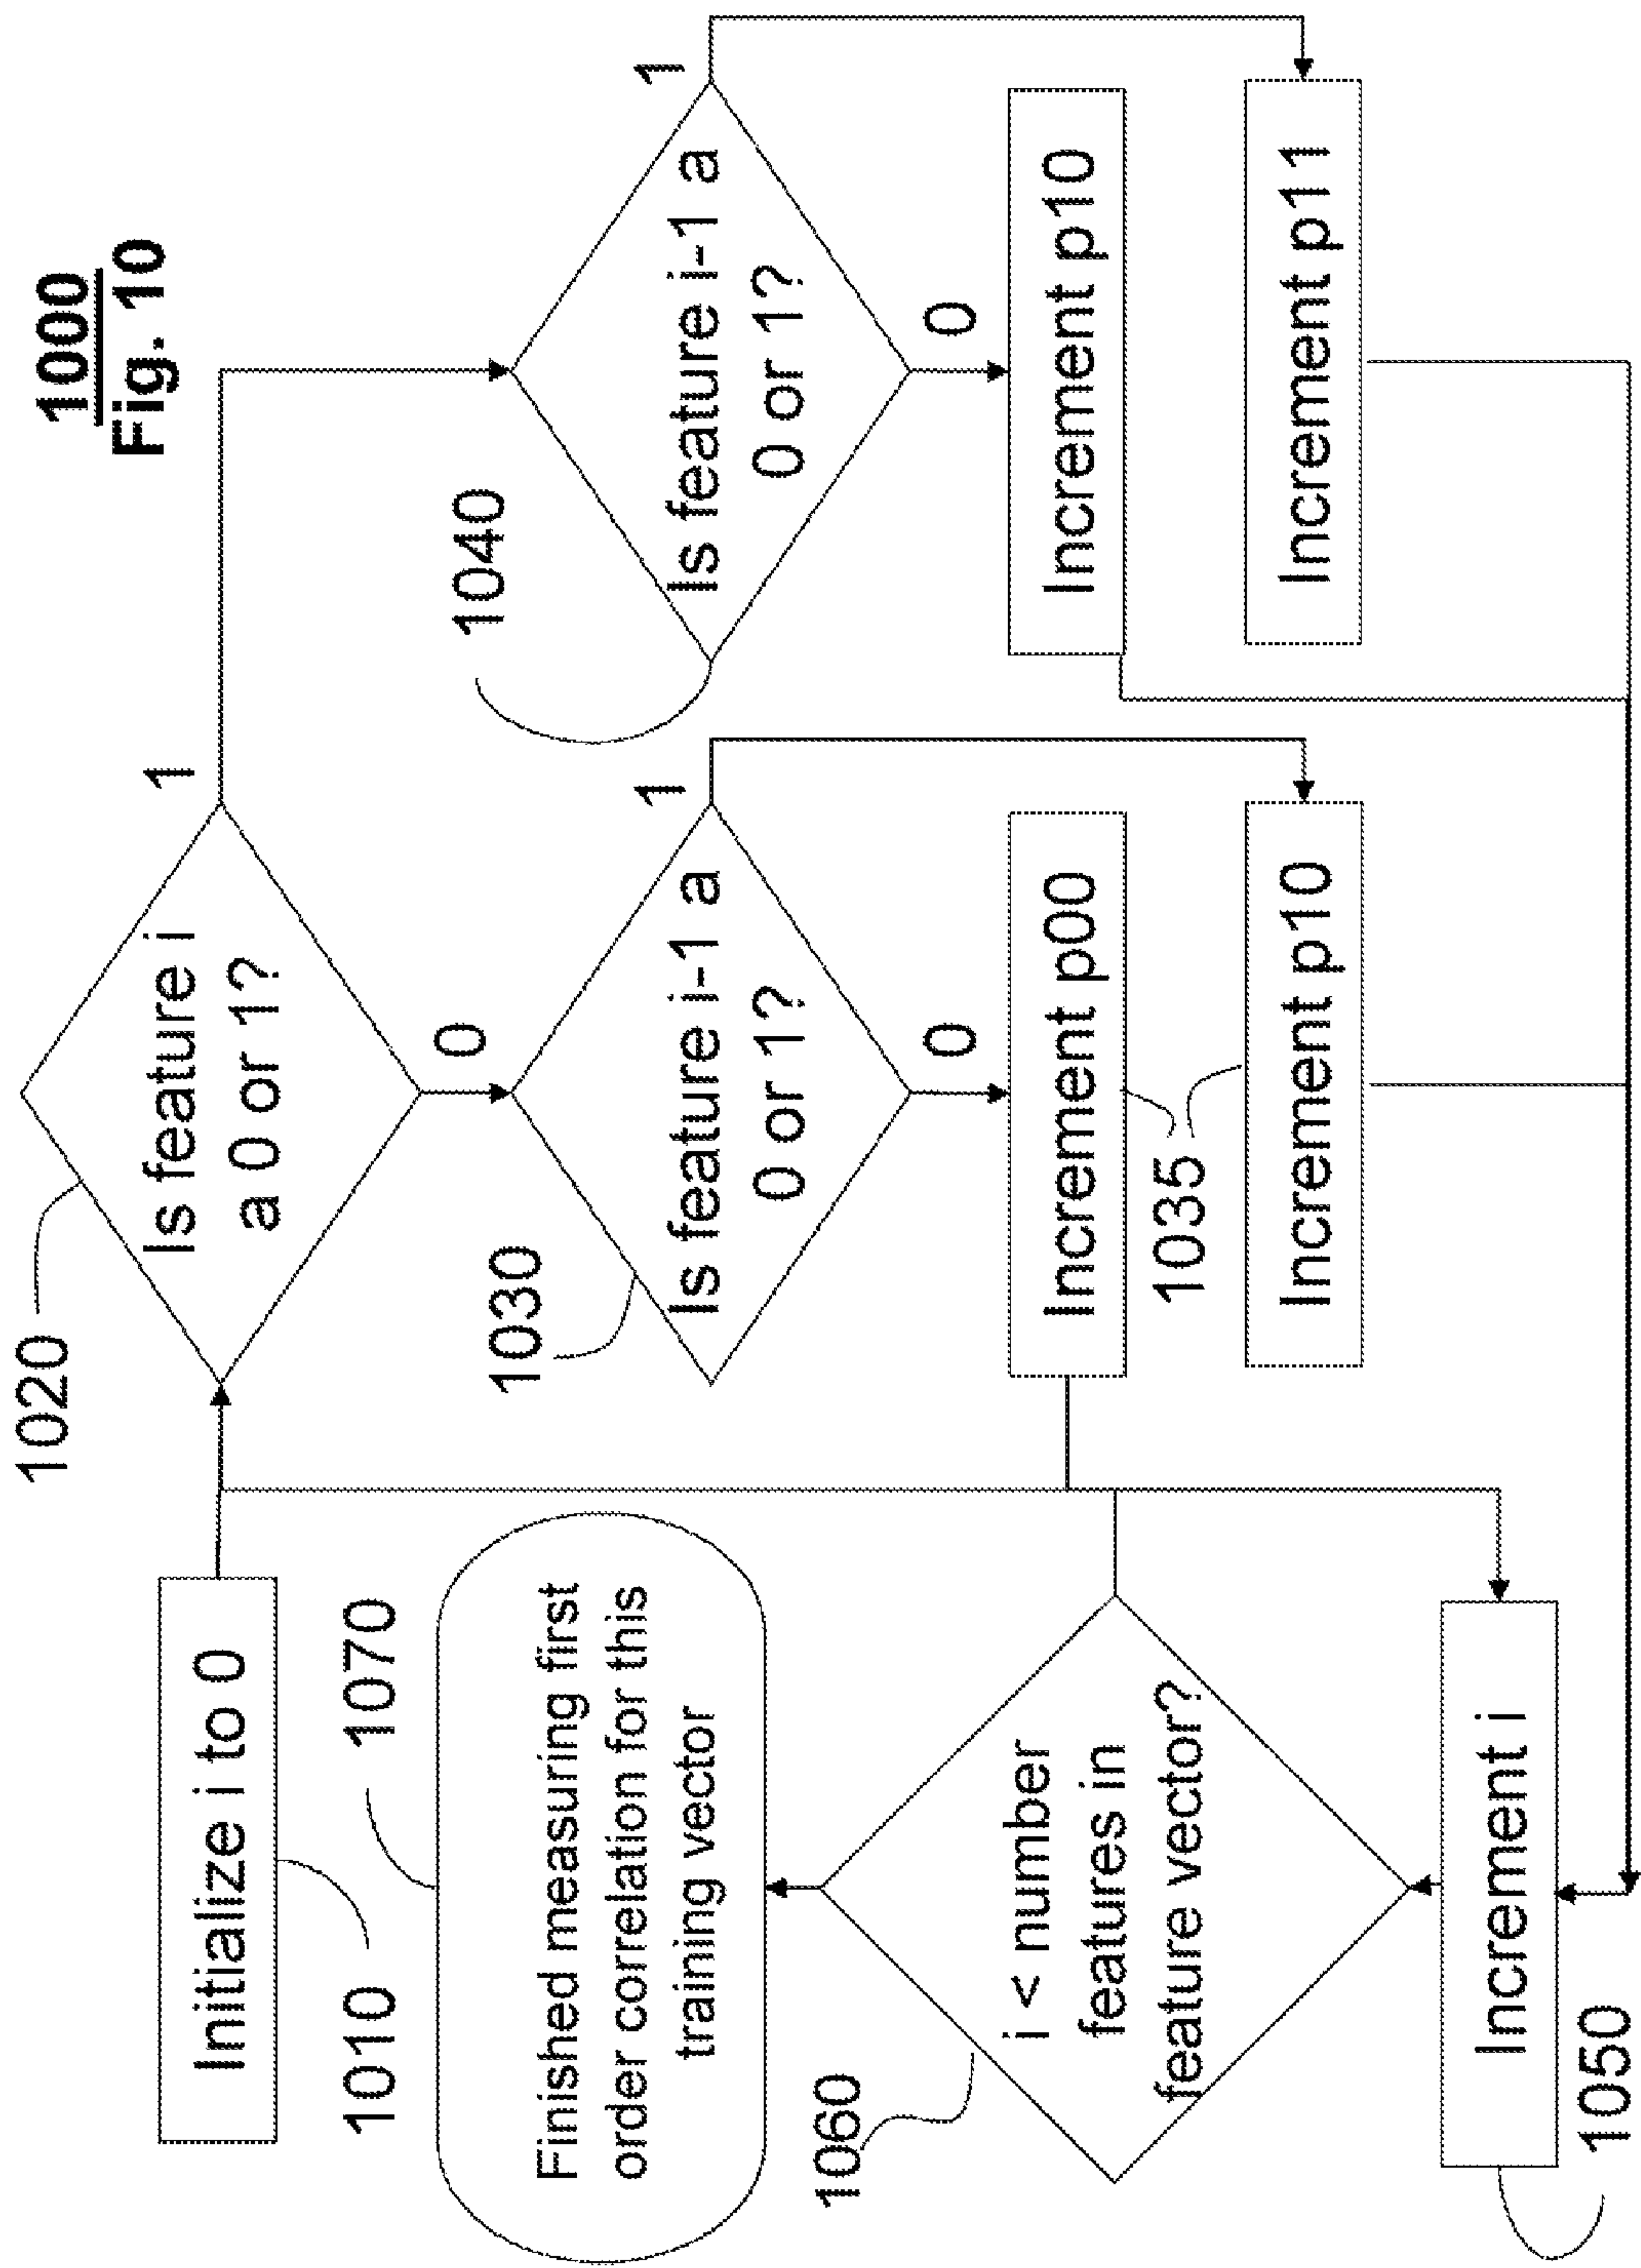 1000
Fig. 10
Initialize i to 0
1010
1020
Is feature i
a 0 or 1?
1
0
1030
Is feature i-1 a
0 or 1?
1
0
1040
Is feature i-1 a
0 or 1?
1
0
Increment p00
1035
Increment p10
Increment p10
Increment p11
1070
Finished measuring first
order correlation for this
training vector
1060
i < number
features in
feature vector?
Increment i
1050